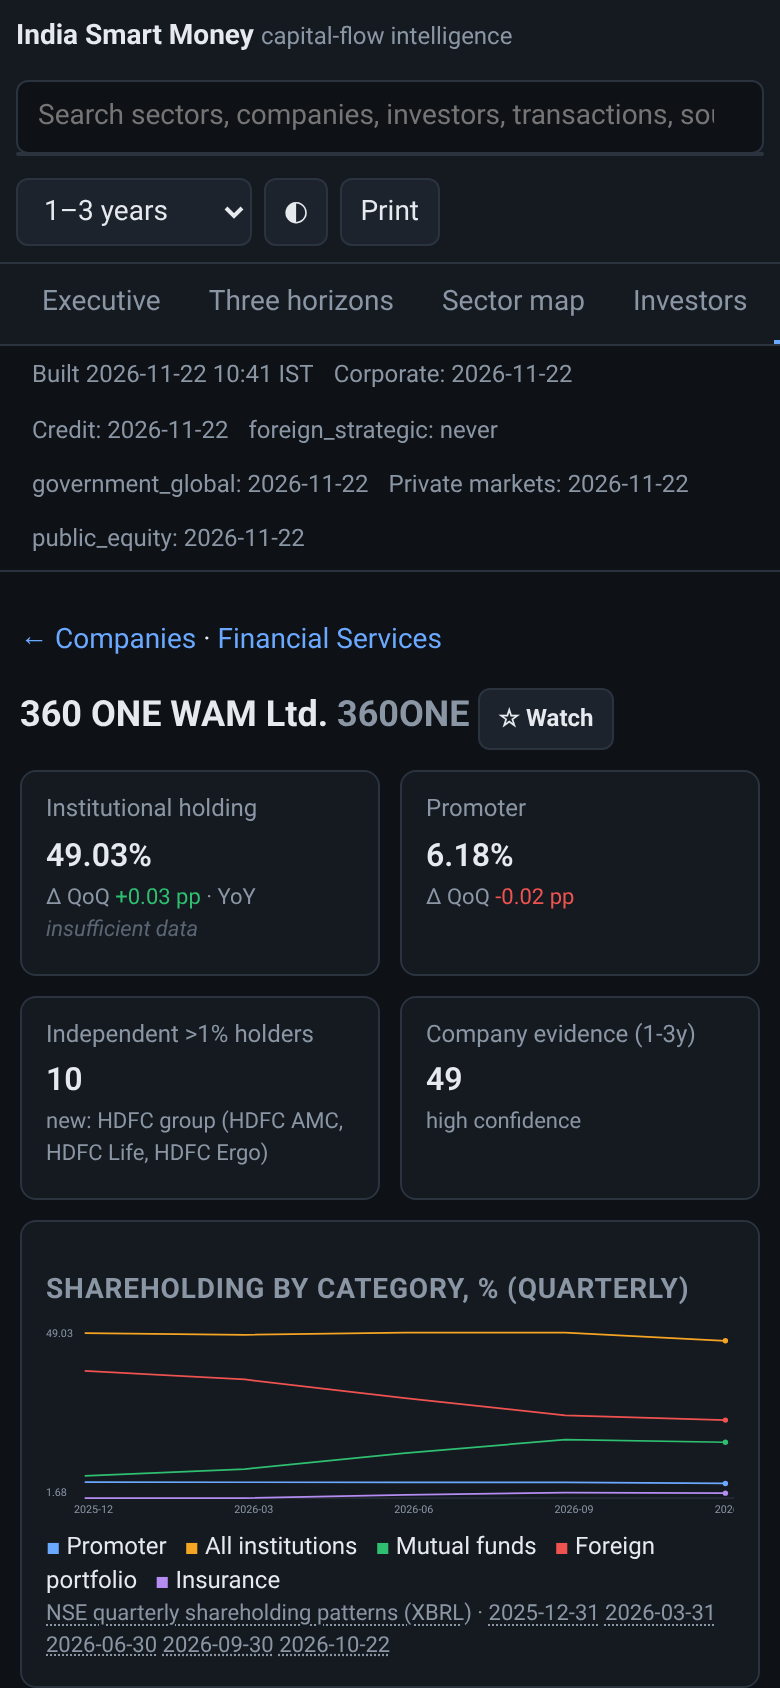 India Smart Money capital-flow intelligence
Search sectors, companies, investors, transactions, sou
1–3 years
Print
Executive Three horizons Sector map Investors
Built 2026-11-22 10:41 IST Corporate: 2026-11-22
Credit: 2026-11-22 foreign_strategic: never
government_global: 2026-11-22 Private markets: 2026-11-22
public_equity: 2026-11-22
← Companies · Financial Services
360 ONE WAM Ltd. 360ONE ☆ Watch
Institutional holding
49.03%
Δ QoQ +0.03 pp · YoY
insufficient data
Promoter
6.18%
Δ QoQ -0.02 pp
Independent >1% holders
10
new: HDFC group (HDFC AMC,
HDFC Life, HDFC Ergo)
Company evidence (1-3y)
49
high confidence
SHAREHOLDING BY CATEGORY, % (QUARTERLY)
49.03
1.68
2025-12 2026-03 2026-06 2026-09 202
Promoter All institutions Mutual funds Foreign
portfolio Insurance
NSE quarterly shareholding patterns (XBRL) · 2025-12-31 2026-03-31
2026-06-30 2026-09-30 2026-10-22